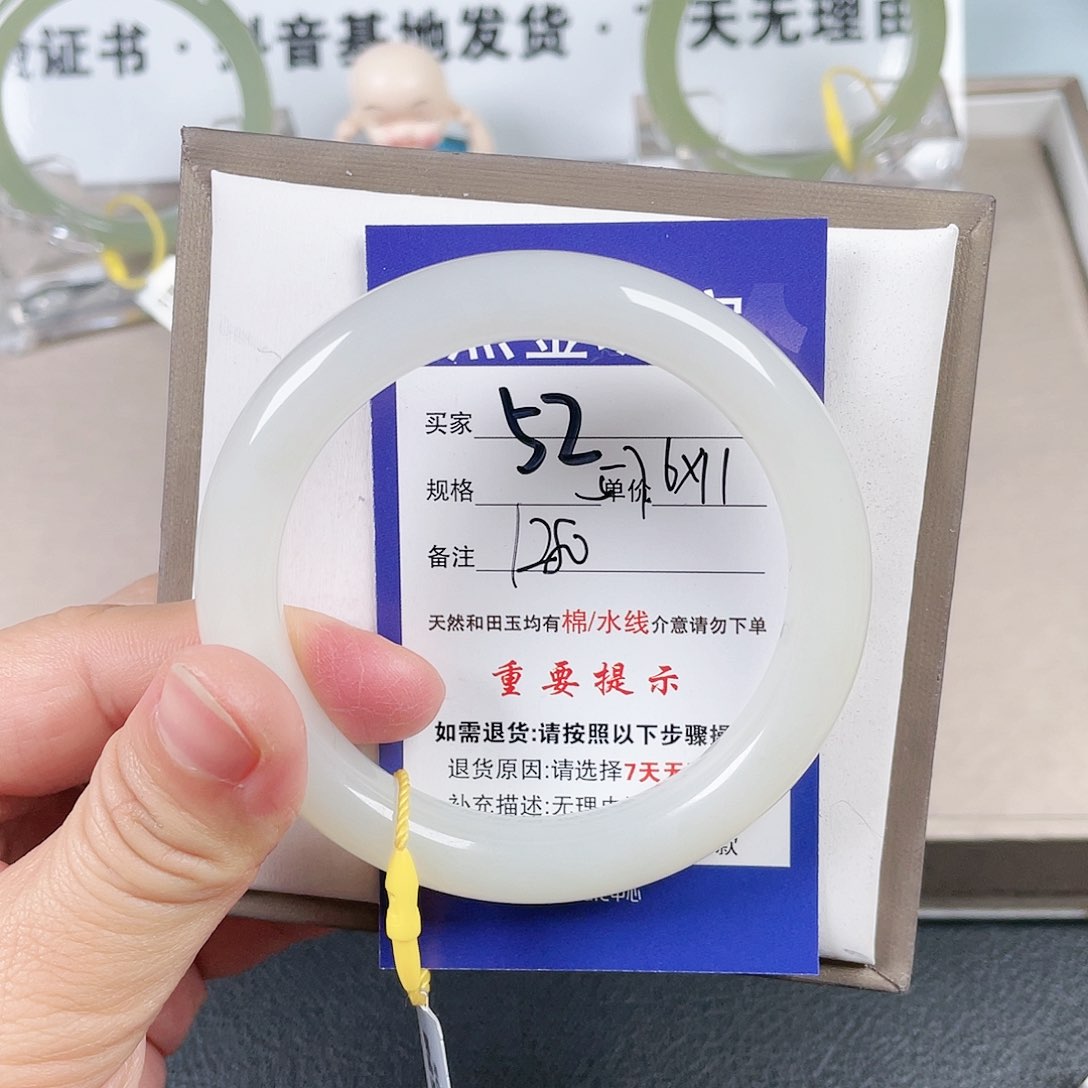 证书·抖音基地发货·7天无理由
买家 52
规格 单价 6X11
备注 1250
天然和田玉均有棉/水线介意请勿下单
重要提示
如需退货:请按照以下步骤操
退货原因:请选择7天无
补充描述:无理由
款